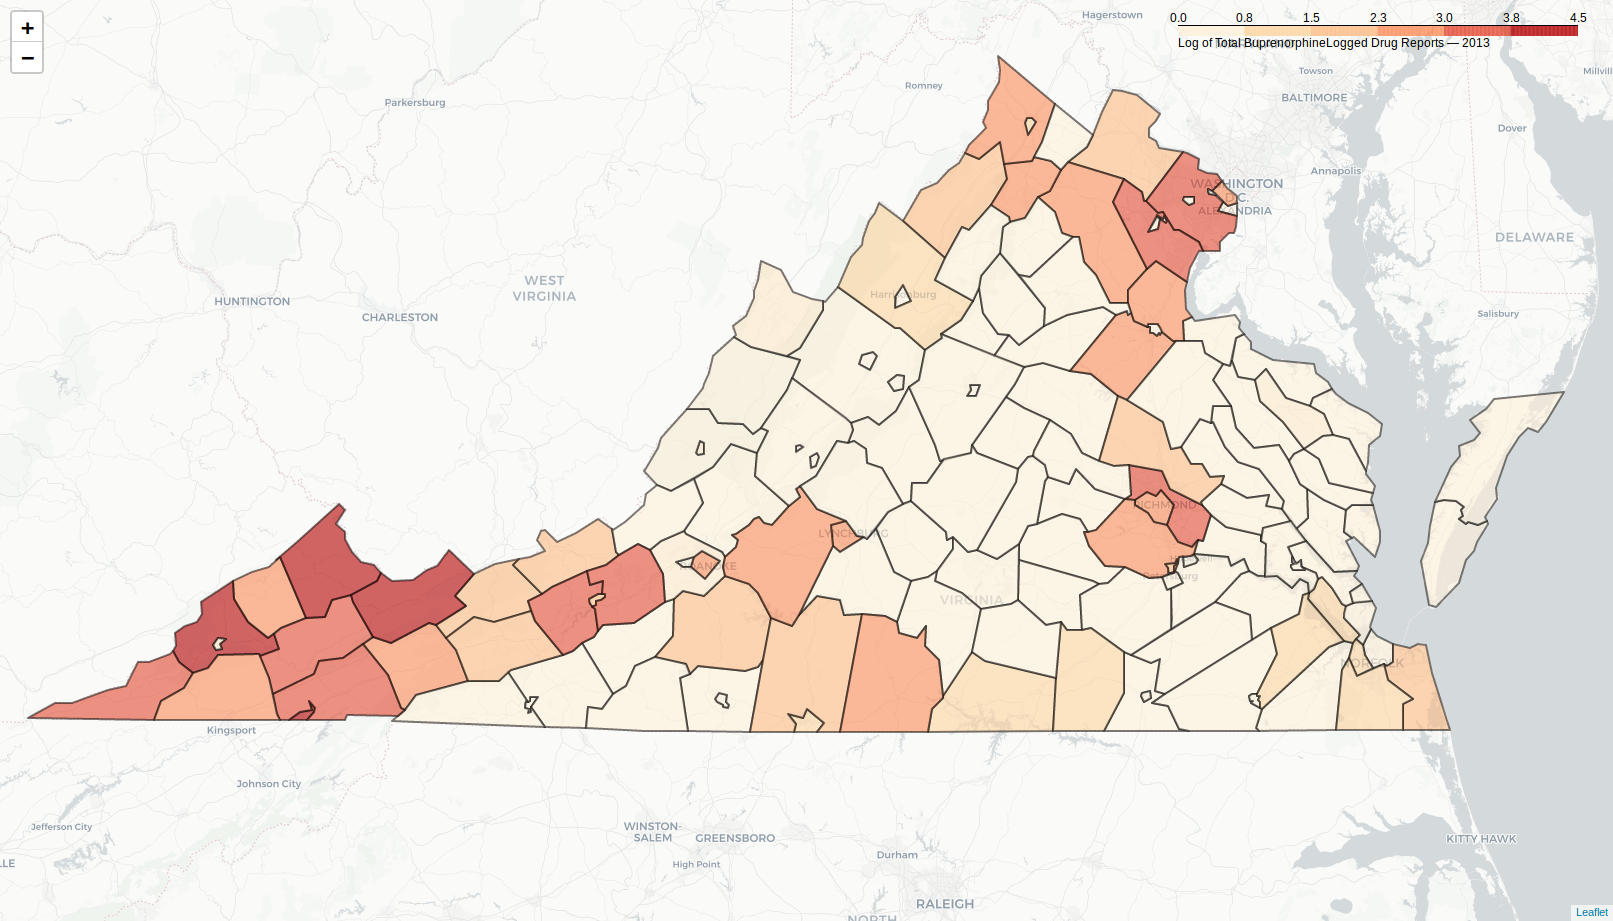 +
−
Hagerstown
0.0 0.8 1.5 2.3 3.0 3.8 4.5
Log of Total BuprenorphineLogged Drug Reports — 2013
Towson
Millvill
Romney
BALTIMORE
Parkersburg
Dover
Annapolis
WASHINGTON
D.C.
ALEXANDRIA
DELAWARE
WEST
VIRGINIA
Harrisonburg
HUNTINGTON
CHARLESTON
Salisbury
RICHMOND
LYNCHBURG
Hopewell
ROANOKE
Petersburg
VIRGINIA
NORFOLK
Kingsport
Johnson City
Jefferson City
WINSTON-
SALEM
GREENSBORO
KITTY HAWK
Durham
LLE
High Point
RALEIGH
NORTH
Leaflet